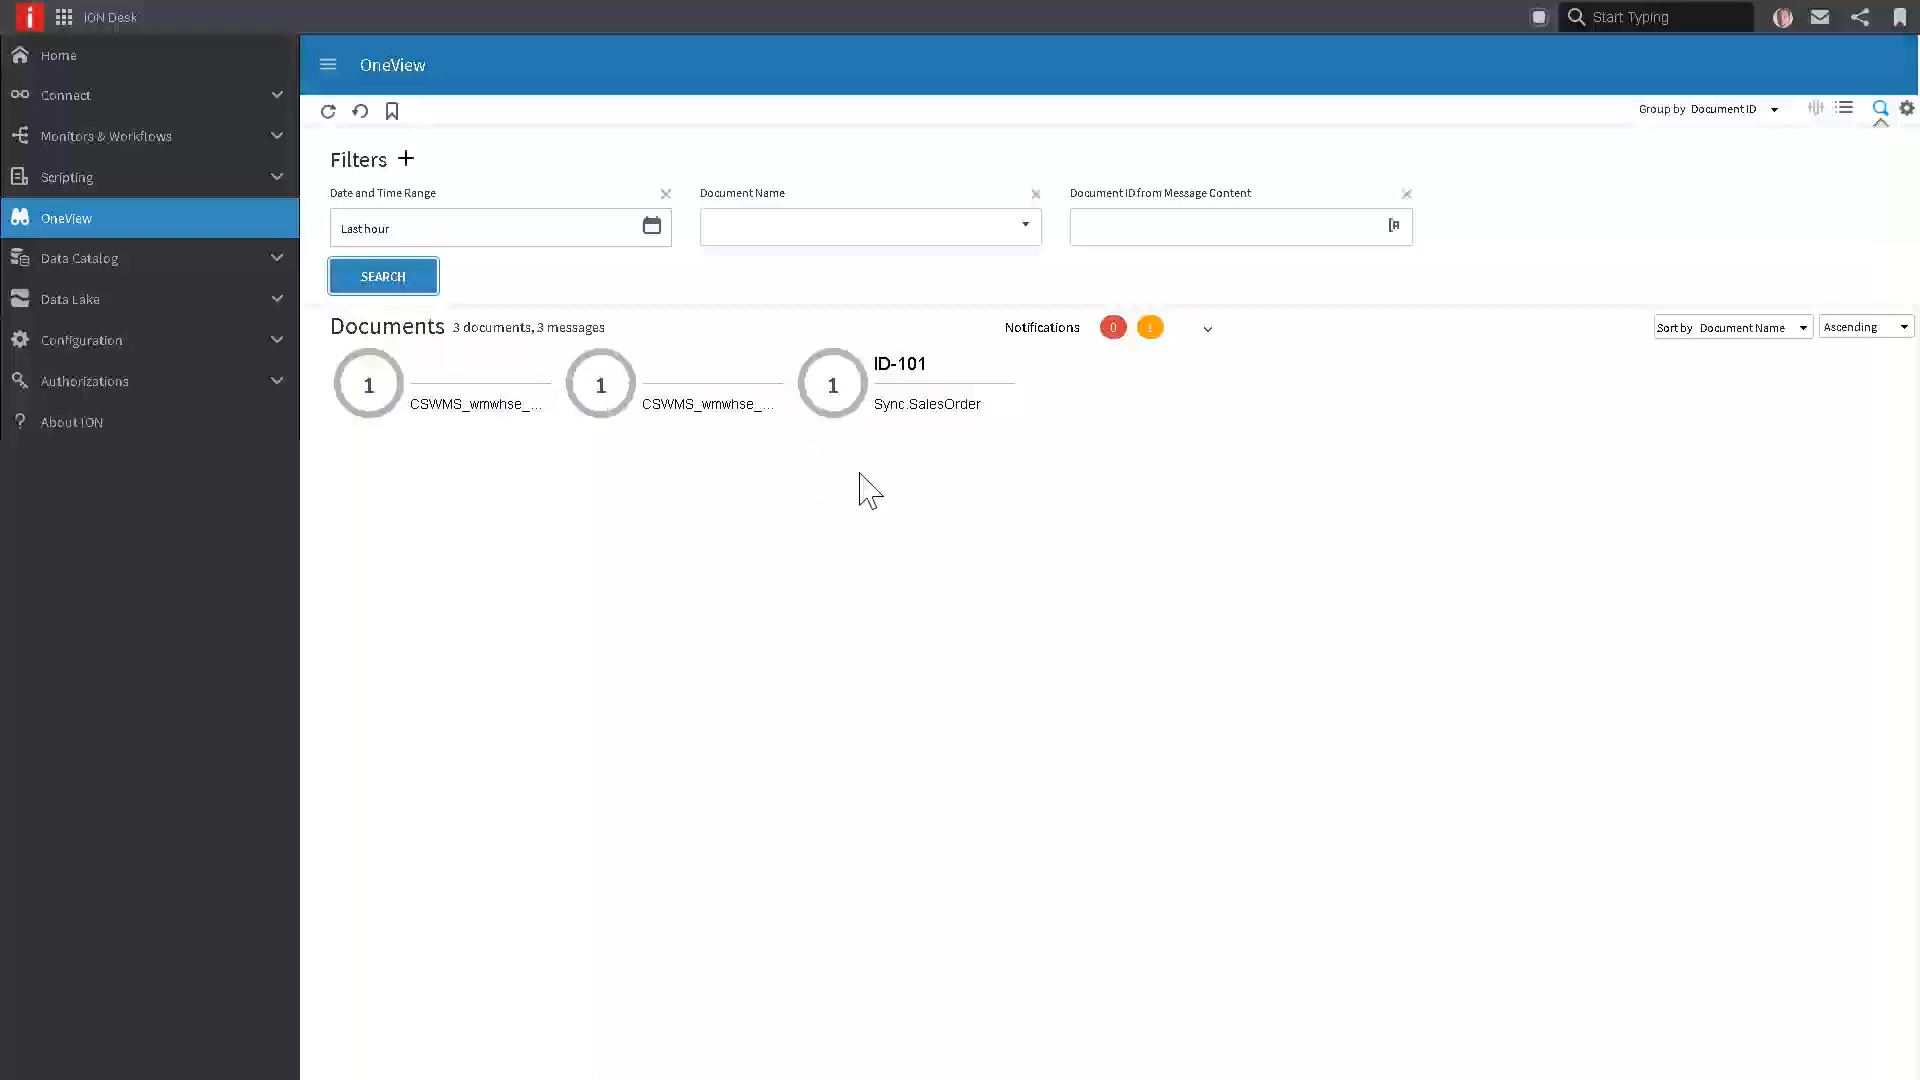 i ION Desk
Start Typing
Home
Connect
Monitors & Workflows
Scripting
OneView
Data Catalog
Data Lake
Configuration
Authorizations
? About ION
OneView
Group by Document ID
Filters +
Date and Time Range
Document Name
Document ID from Message Content
Last hour
SEARCH
Documents 3 documents, 3 messages
Notifications 0 1
Sort by Document Name
Ascending
1
CSWMS_wmwhse_...
1
CSWMS_wmwhse_...
1
ID-101
Sync.SalesOrder